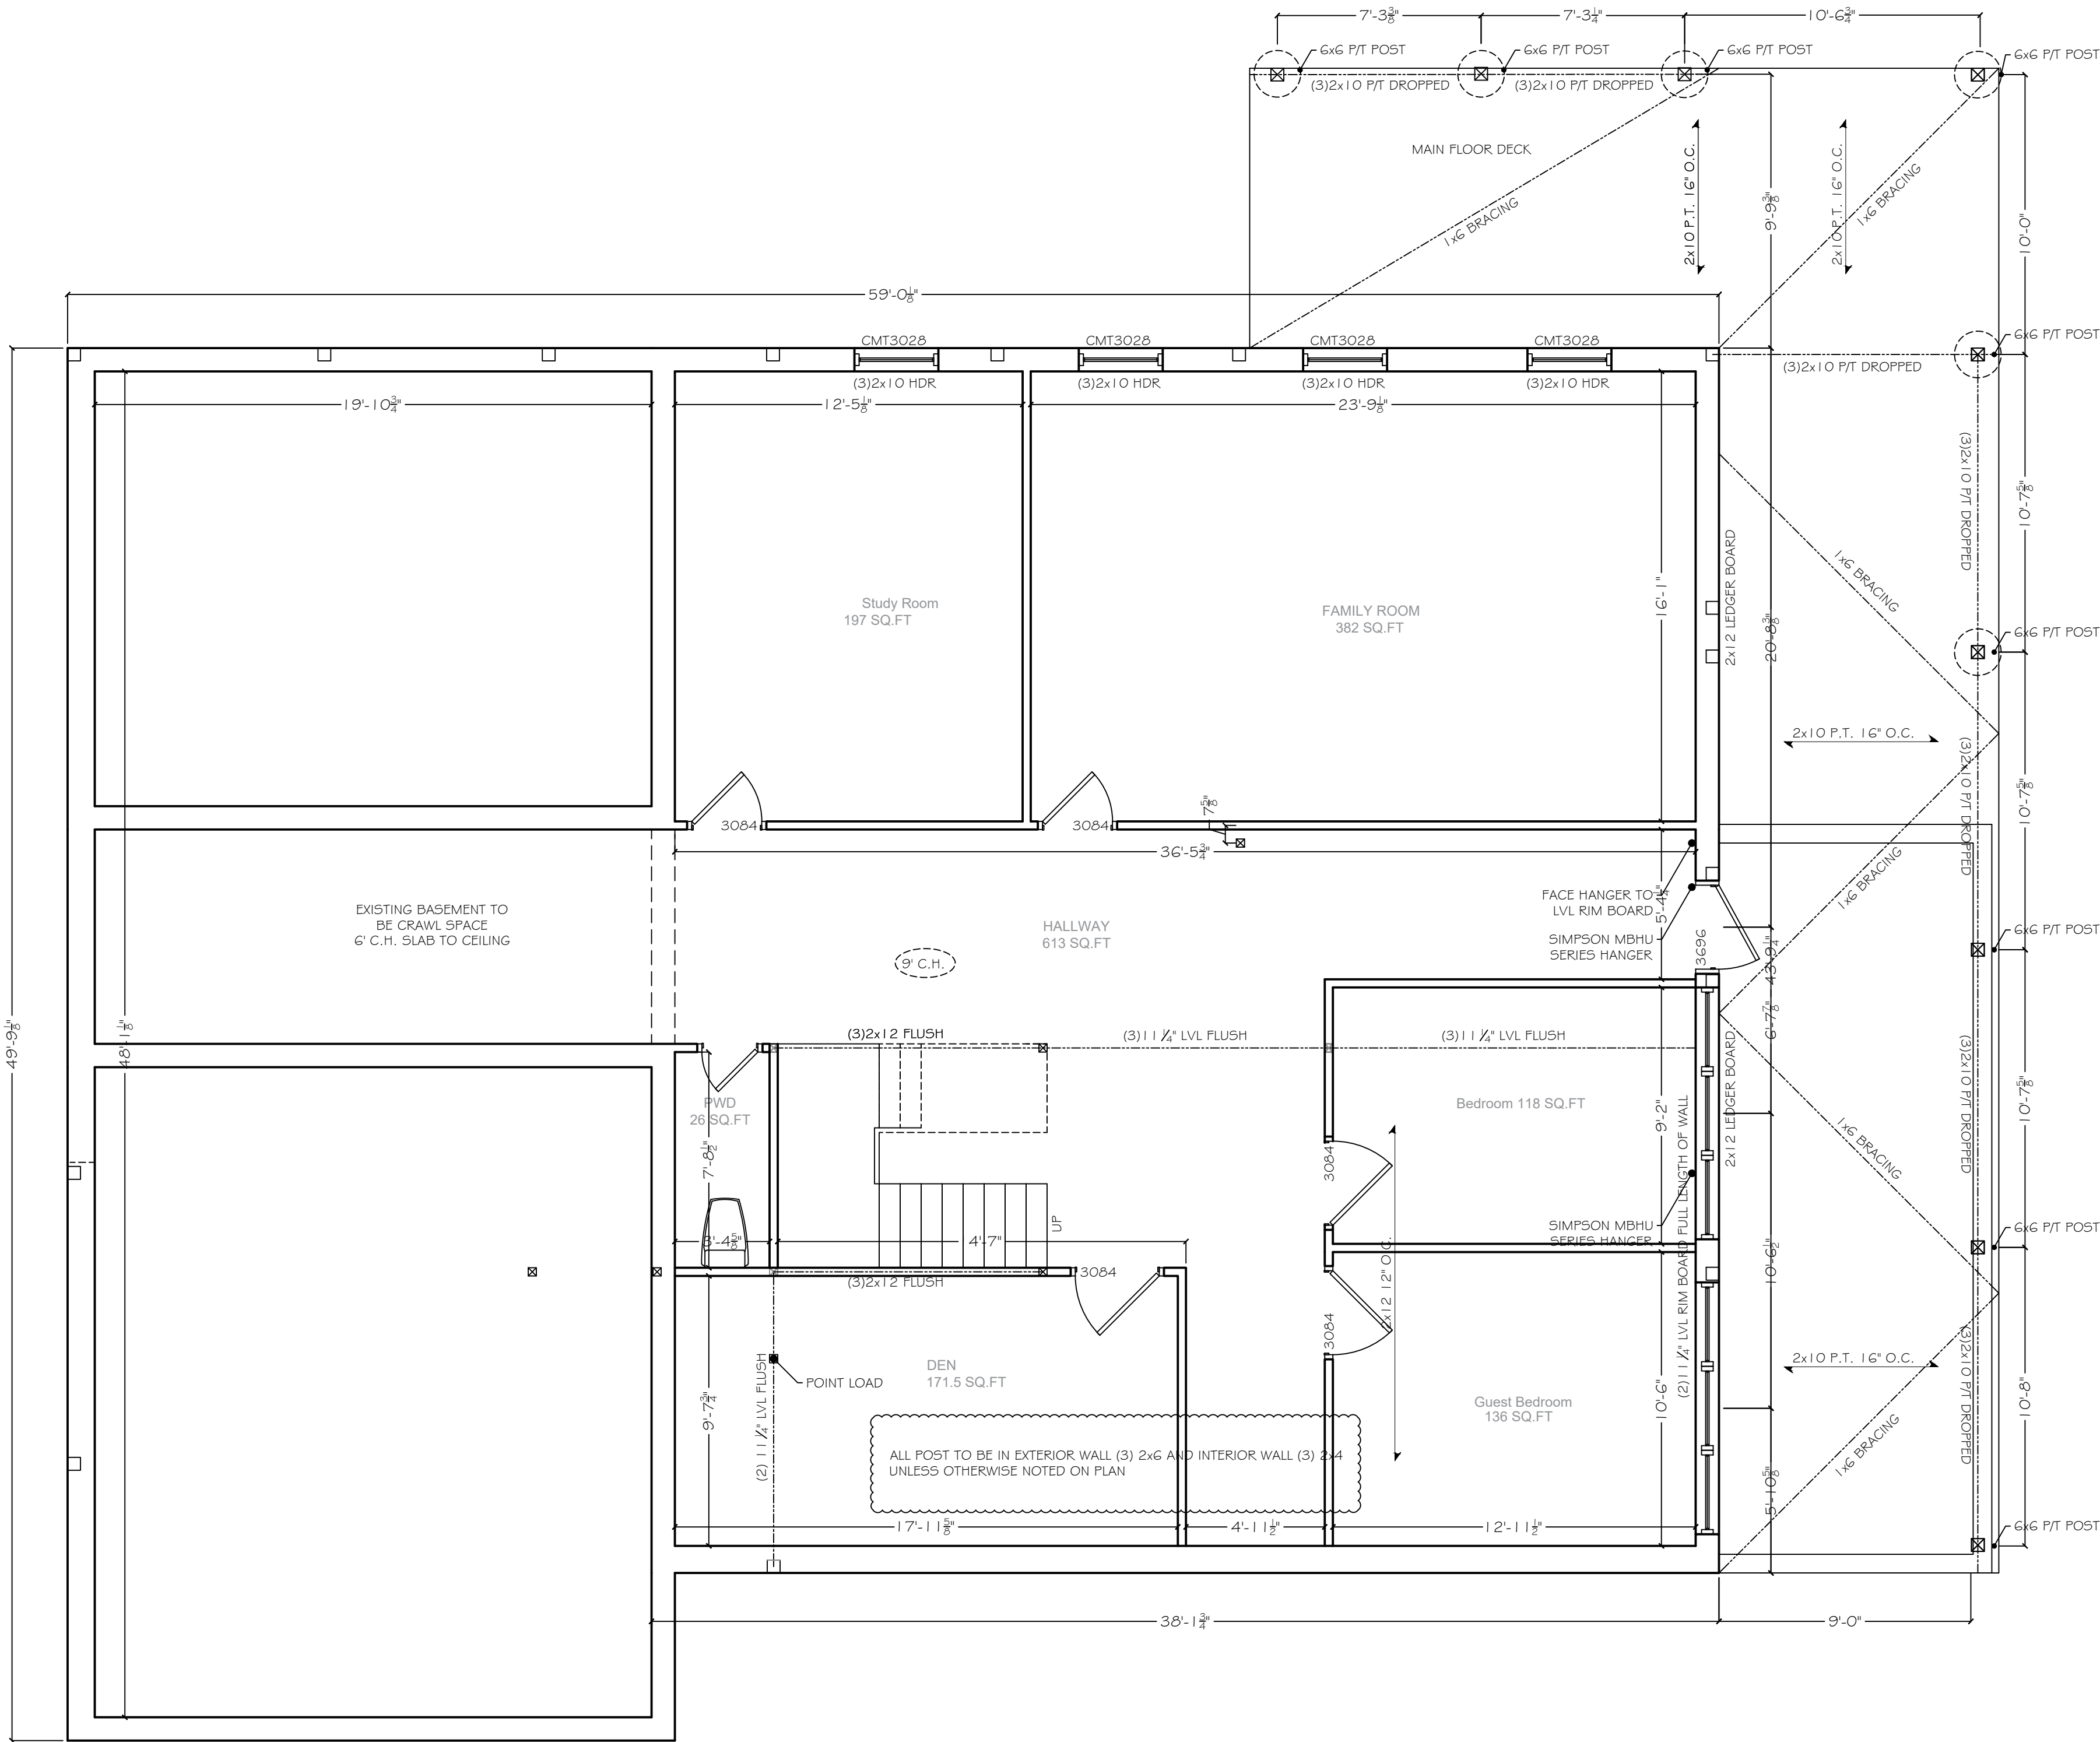 7'-3 3/8"
7'-3 1/4"
10'-6 3/4"
6x6 P/T POST
6x6 P/T POST
6x6 P/T POST
6x6 P/T POST
(3)2x10 P/T DROPPED
(3)2x10 P/T DROPPED
MAIN FLOOR DECK
1x6 BRACING
2x10 P.T. 16" O.C.
9'-9 3/8"
2x10 P.T. 16" O.C.
1x6 BRACING
10'-0"
59'-0 1/8"
CMT3028
CMT3028
CMT3028
CMT3028
(3)2x10 HDR
(3)2x10 HDR
(3)2x10 HDR
(3)2x10 HDR
6x6 P/T POST
(3)2x10 P/T DROPPED
19'-10 3/4"
12'-5 1/8"
23'-9 1/8"
(3)2x10 P/T DROPPED
10'-7 5/8"
Study Room
197 SQ.FT
FAMILY ROOM
382 SQ.FT
16'-1"
2x12 LEDGER BOARD
20'-8 3/8"
1x6 BRACING
6x6 P/T POST
2x10 P.T. 16" O.C.
(3)2x10 P/T DROPPED
10'-7 5/8"
3084
3084
7 5/8"
36'-5 3/4"
1x6 BRACING
EXISTING BASEMENT TO
BE CRAWL SPACE
6' C.H. SLAB TO CEILING
HALLWAY
613 SQ.FT
9' C.H.
FACE HANGER TO
LVL RIM BOARD
5'-4 1/4"
SIMPSON MBHU
SERIES HANGER
3696
43'-9 1/4"
6'-7 7/8"
6x6 P/T POST
49'-9 1/8"
48'-1 1/8"
(3)2x12 FLUSH
(3)11 1/4" LVL FLUSH
(3)11 1/4" LVL FLUSH
PWD
26 SQ.FT
7'-8 1/2"
Bedroom 118 SQ.FT
9'-2"
2x12 LEDGER BOARD
(3)2x10 P/T DROPPED
10'-7 5/8"
1x6 BRACING
3084
UP
3'-4 5/8"
4'-7"
SIMPSON MBHU
SERIES HANGER
(2)11 1/4" LVL RIM BOARD FULL LENGTH OF WALL
10'-6 1/2"
6x6 P/T POST
(3)2x12 FLUSH
3084
2x12 12" O.C.
3084
(2) 11 1/4" LVL FLUSH
POINT LOAD
DEN
171.5 SQ.FT
9'-7 3/4"
Guest Bedroom
136 SQ.FT
10'-6"
2x10 P.T. 16" O.C.
(3)2x10 P/T DROPPED
10'-8"
1x6 BRACING
ALL POST TO BE IN EXTERIOR WALL (3) 2x6 AND INTERIOR WALL (3) 2x4
UNLESS OTHERWISE NOTED ON PLAN
17'-11 5/8"
4'-11 1/2"
12'-11 1/2"
5'-10 5/8"
6x6 P/T POST
38'-1 3/4"
9'-0"